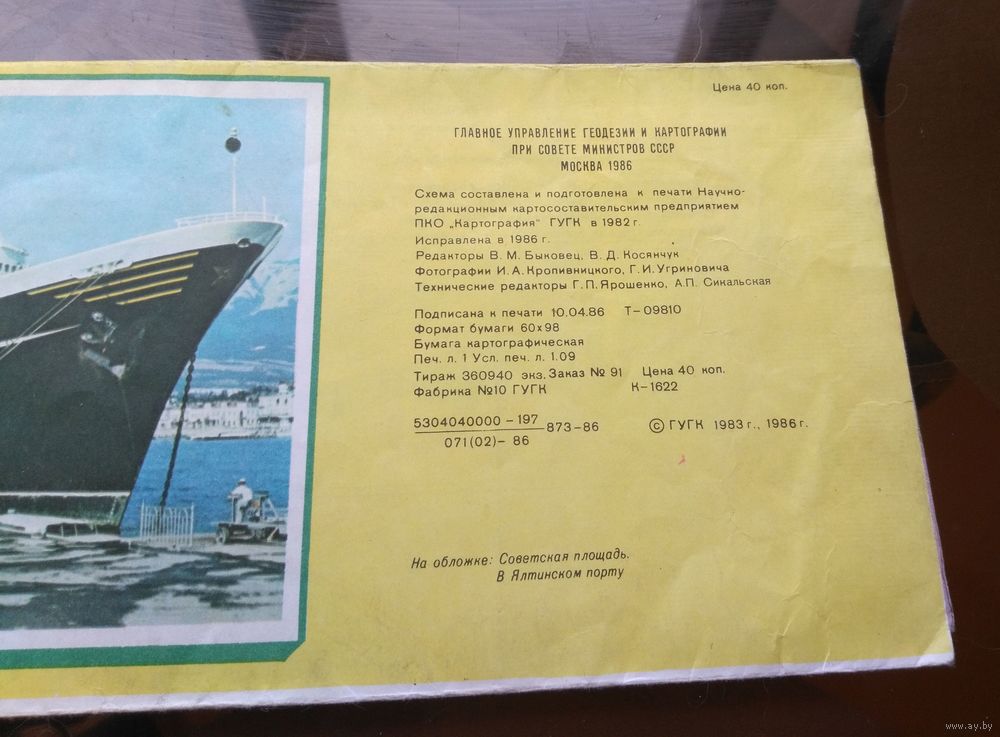 Цена 40 коп.
ГЛАВНОЕ УПРАВЛЕНИЕ ГЕОДЕЗИИ И КАРТОГРАФИИ
ПРИ СОВЕТЕ МИНИСТРОВ СССР
МОСКВА 1986
Схема составлена и подготовлена к печати Научно-
редакционным картосоставительским предприятием
ПКО „Картография" ГУГК в 1982 г.
Исправлена в 1986 г.
Редакторы В. М. Быковец, В. Д. Косянчук
Фотографии И. А. Кропивницкого, Г. И. Угриновича
Технические редакторы Г. П. Ярошенко, А. П. Сикальская
Подписана к печати 10.04.86 Т-09810
Формат бумаги 60х98
Бумага картографическая
Печ. л. 1 Усл. печ. л. 1.09
Тираж 360940 экз. Заказ № 91 Цена 40 коп.
Фабрика №10 ГУГК К-1622
5304040000-197
071(02)-86
873-86 © ГУГК 1983 г., 1986 г.
На обложке: Советская площадь.
В Ялтинском порту
www.ay.by